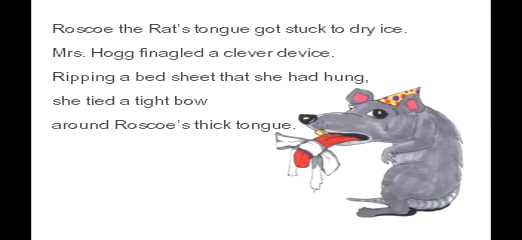 Roscoe the Rat's tongue got stuck to dry ice.
Mrs. Hogg finagled a clever device.
Ripping a bed sheet that she had hung,
she tied a tight bow
around Roscoe's thick tongue.